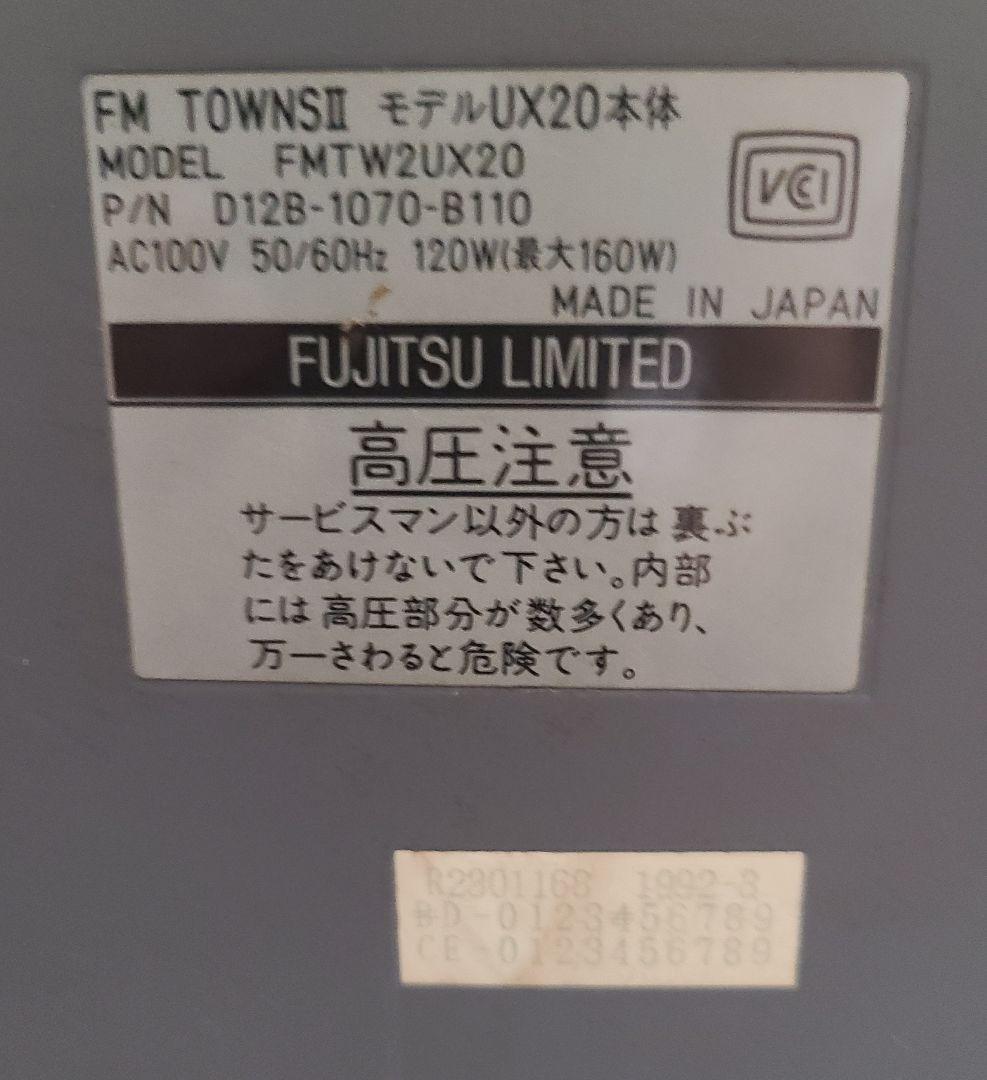 FM TOWNSII モデルUX20本体
MODEL FMTW2UX20
P/N D12B-1070-B110
VCCI
AC100V 50/60Hz 120W(最大160W)
MADE IN JAPAN
FUJITSU LIMITED
高圧注意
サービスマン以外の方は裏ぶ
たをあけないで下さい。内部
には高圧部分が数多くあり、
万一さわると危険です。
R2301168 1992-3
BD-0123456789
CE-0123456789